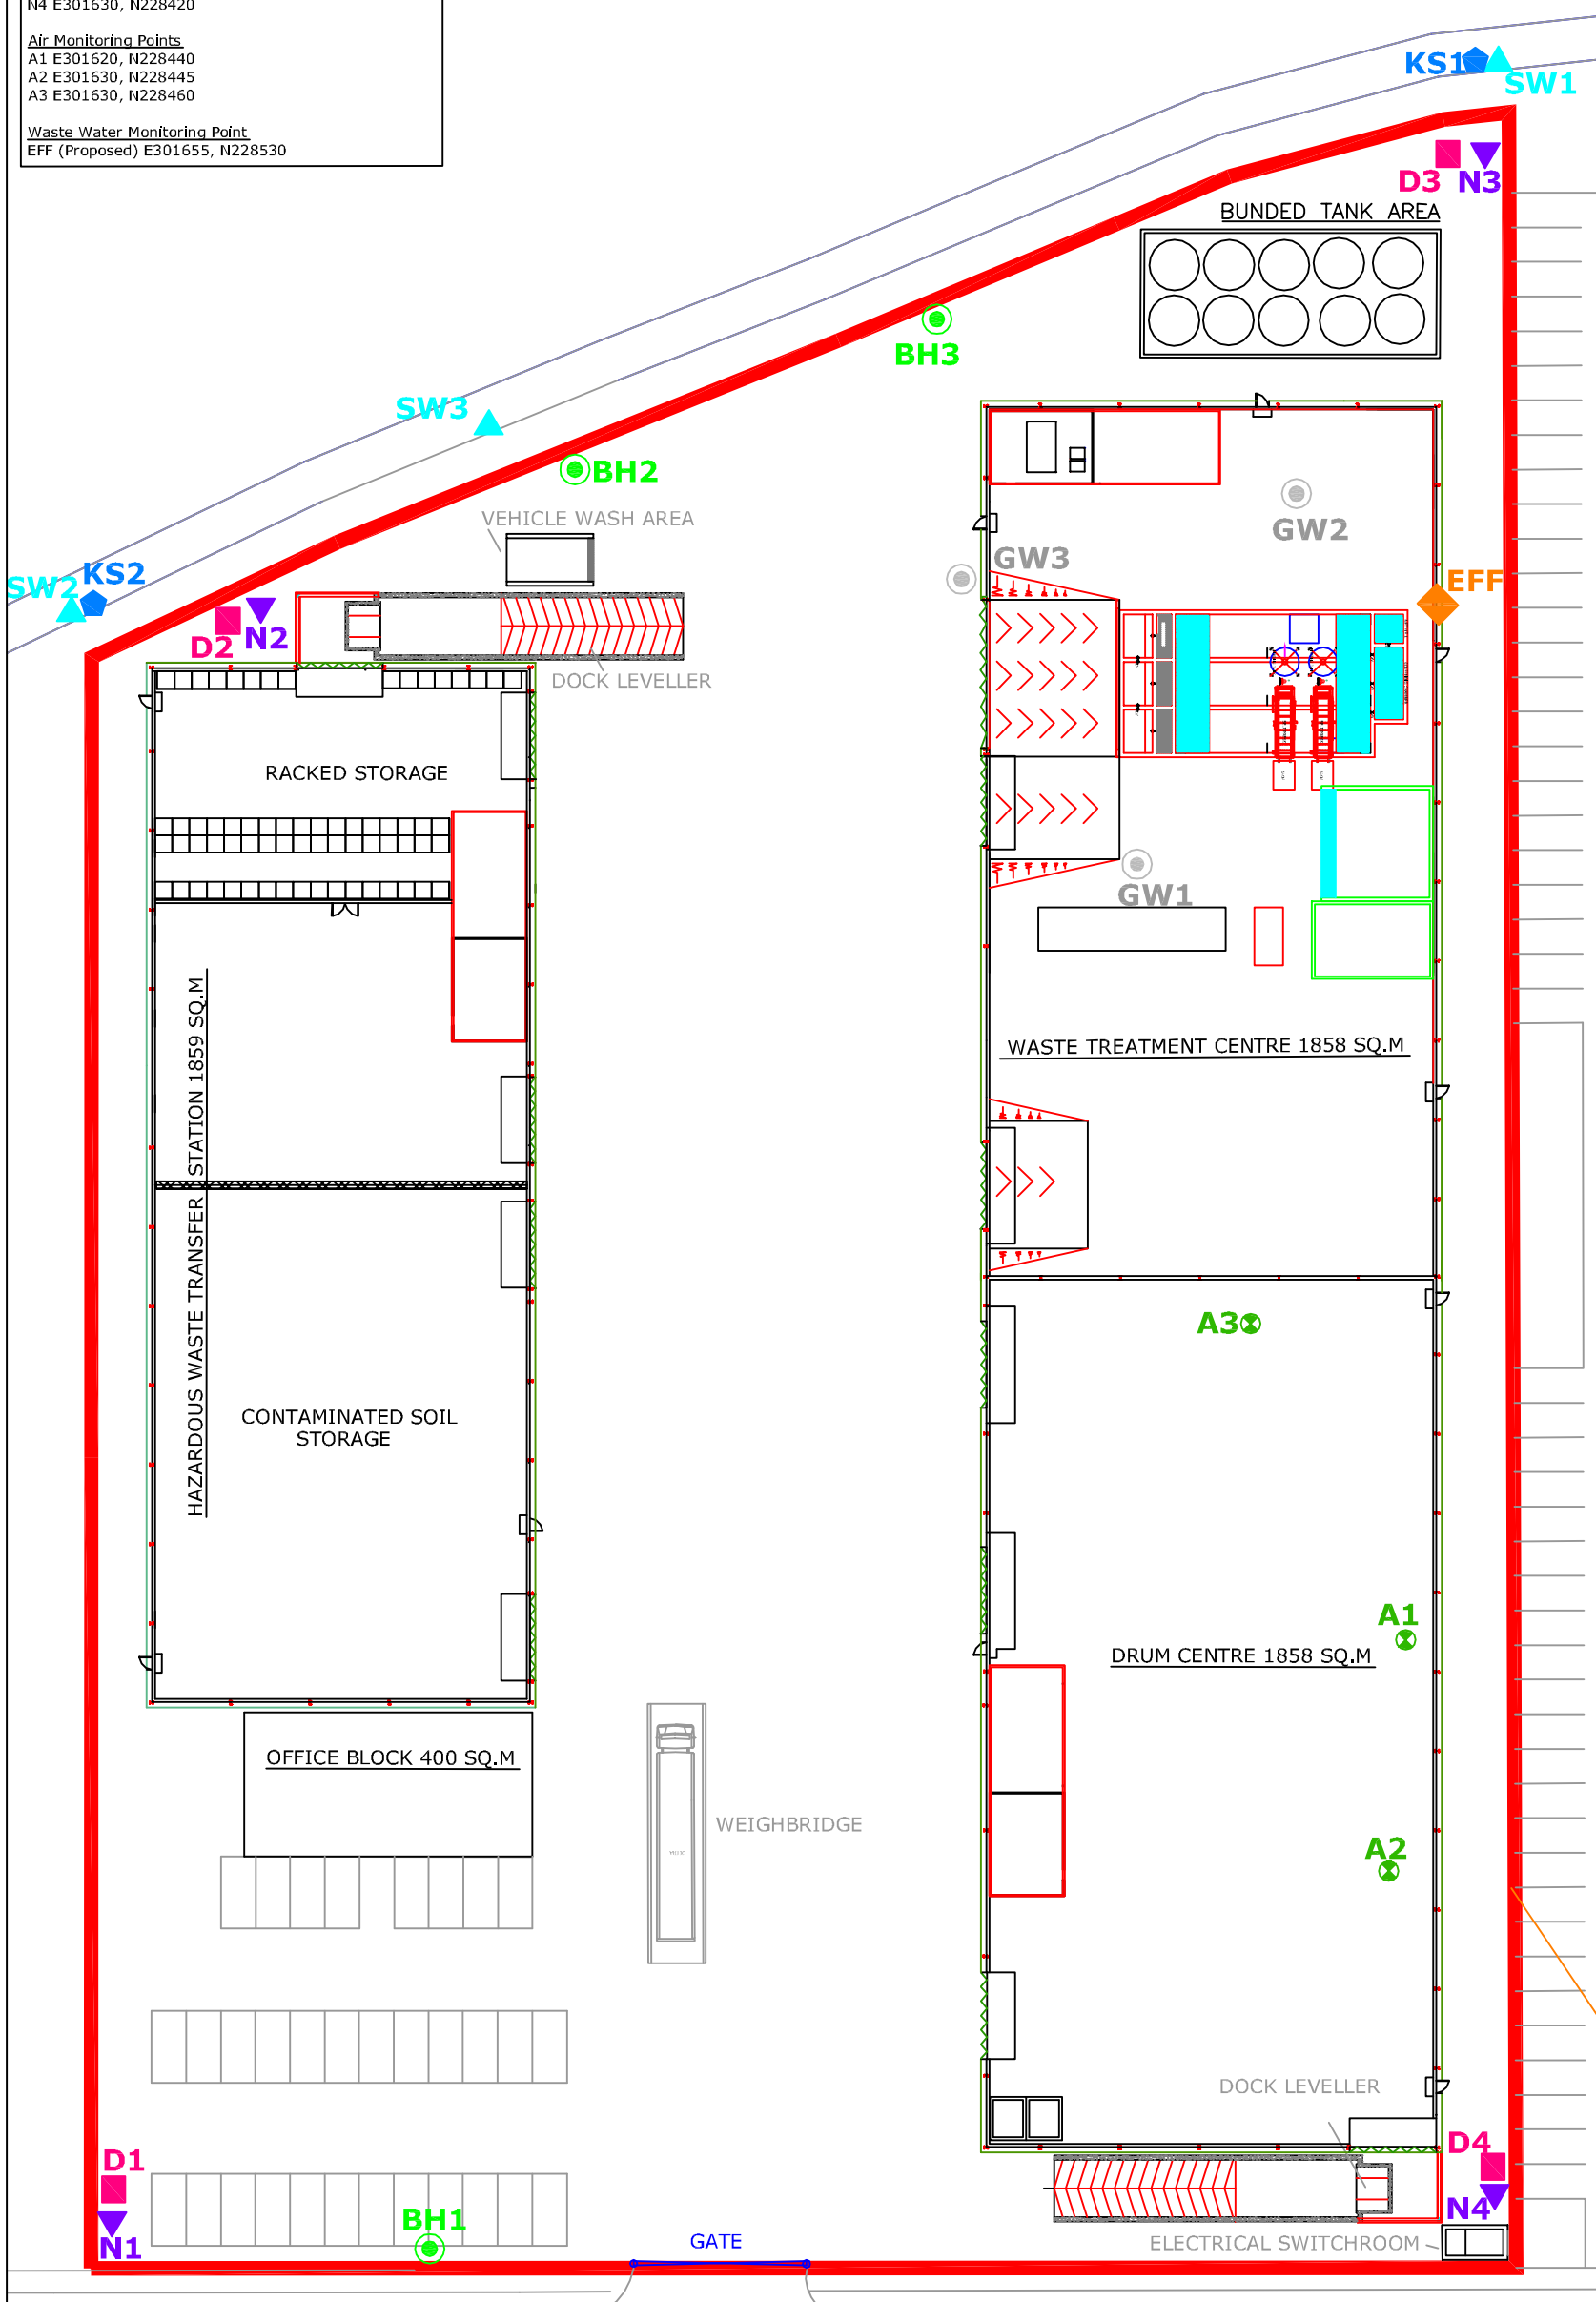 N4 E301630, N228420
Air Monitoring Points
A1 E301620, N228440
A2 E301630, N228445
A3 E301630, N228460
Waste Water Monitoring Point
EFF (Proposed) E301655, N228530
KS1
SW1
D3
N3
BUNDED TANK AREA
BH3
SW3
BH2
VEHICLE WASH AREA
GW2
GW3
EFF
SW2
KS2
D2
N2
DOCK LEVELLER
RACKED STORAGE
GW1
WASTE TREATMENT CENTRE 1858 SQ.M
HAZARDOUS WASTE TRANSFER STATION 1859 SQ.M
A3
CONTAMINATED SOIL
STORAGE
A1
DRUM CENTRE 1858 SQ.M
OFFICE BLOCK 400 SQ.M
WEIGHBRIDGE
A2
DOCK LEVELLER
D1
D4
N1
BH1
N4
GATE
ELECTRICAL SWITCHROOM